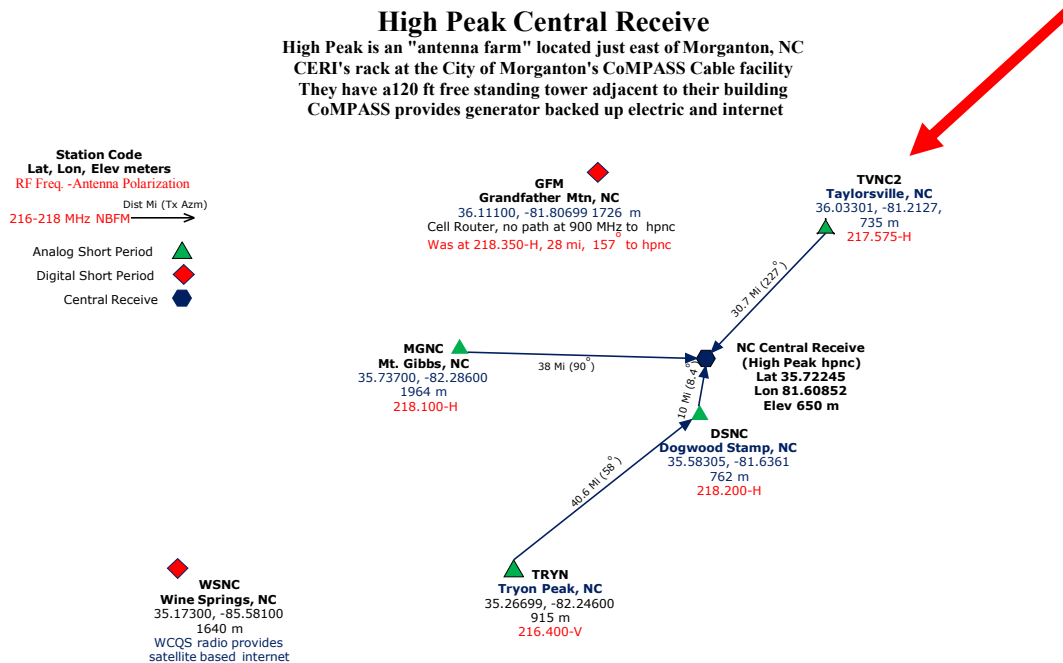 High Peak Central Receive
High Peak is an "antenna farm" located just east of Morganton, NC
CERI's rack at the City of Morganton's CoMPASS Cable facility
They have a120 ft free standing tower adjacent to their building
CoMPASS provides generator backed up electric and internet
Station Code
Lat, Lon, Elev meters
RF Freq. -Antenna Polarization
Dist Mi (Tx Azm)
216-218 MHz NBFM
Analog Short Period
Digital Short Period
Central Receive
GFM
Grandfather Mtn, NC
36.11100, -81.80699 1726 m
Cell Router, no path at 900 MHz to hpnc
Was at 218.350-H, 28 mi, 157° to hpnc
TVNC2
Taylorsville, NC
36.03301, -81.2127,
735 m
217.575-H
30.7 Mi (227°)
MGNC
Mt. Gibbs, NC
35.73700, -82.28600
1964 m
218.100-H
38 Mi (90°)
NC Central Receive
(High Peak hpnc)
Lat 35.72245
Lon 81.60852
Elev 650 m
10 Mi (8.4°)
DSNC
Dogwood Stamp, NC
35.58305, -81.6361
762 m
218.200-H
40.6 Mi (58°)
WSNC
Wine Springs, NC
35.17300, -85.58100
1640 m
WCQS radio provides
satellite based internet
TRYN
Tryon Peak, NC
35.26699, -82.24600
915 m
216.400-V